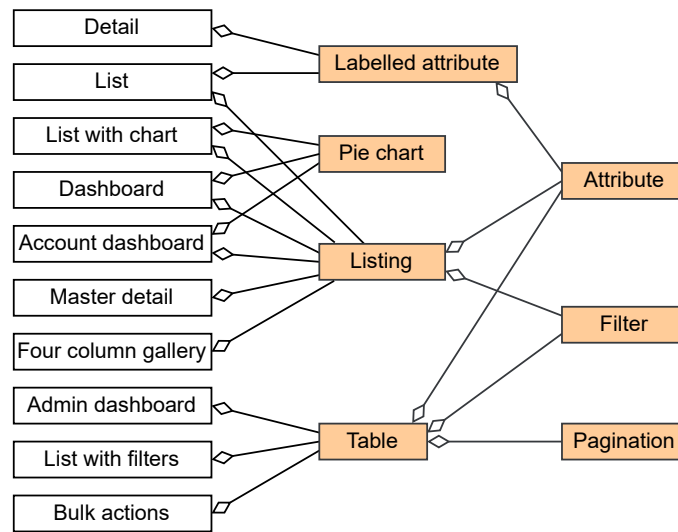 Detail
List
List with chart
Dashboard
Account dashboard
Master detail
Four column gallery
Admin dashboard
List with filters
Bulk actions
Labelled attribute
Pie chart
Listing
Table
Attribute
Filter
Pagination